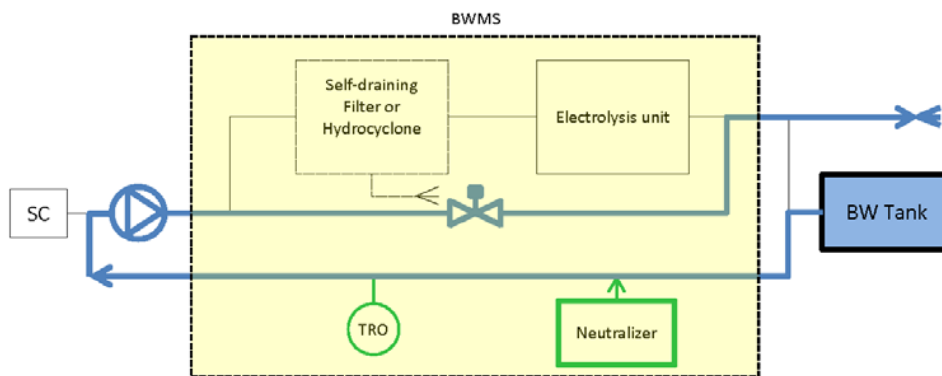 BWMS
Self-draining
Filter or
Hydrocyclone
Electrolysis unit
SC
BW Tank
TRO
Neutralizer